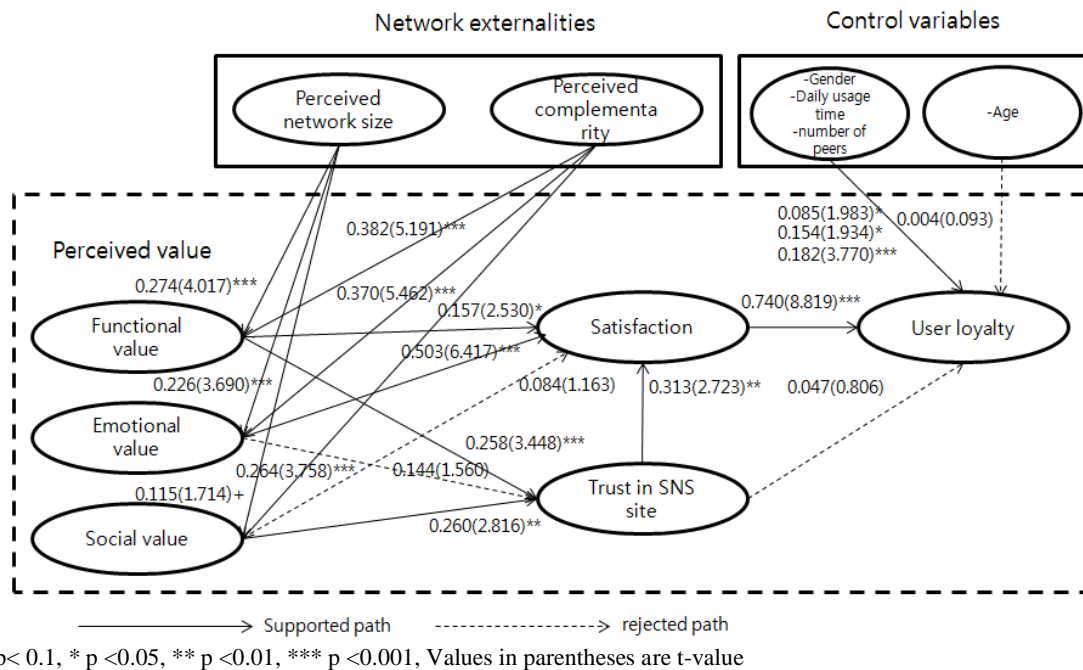 Network externalities
Control variables
Perceived
network size
Perceived
complementa
rity
-Gender
-Daily usage
time
-number of
peers
-Age
0.085(1.983)*
0.154(1.934)*
0.182(3.770)***
0.004(0.093)
Perceived value
0.382(5.191)***
0.274(4.017)***
0.370(5.462)***
0.157(2.530)*
0.740(8.819)***
Functional
value
Satisfaction
User loyalty
0.503(6.417)***
0.226(3.690)***
0.084(1.163)
0.313(2.723)**
0.047(0.806)
Emotional
value
0.258(3.448)***
0.264(3.758)***
0.144(1.560)
0.115(1.714)+
Trust in SNS
site
Social value
0.260(2.816)**
Supported path
rejected path
p< 0.1, * p <0.05, ** p <0.01, *** p <0.001, Values in parentheses are t-value